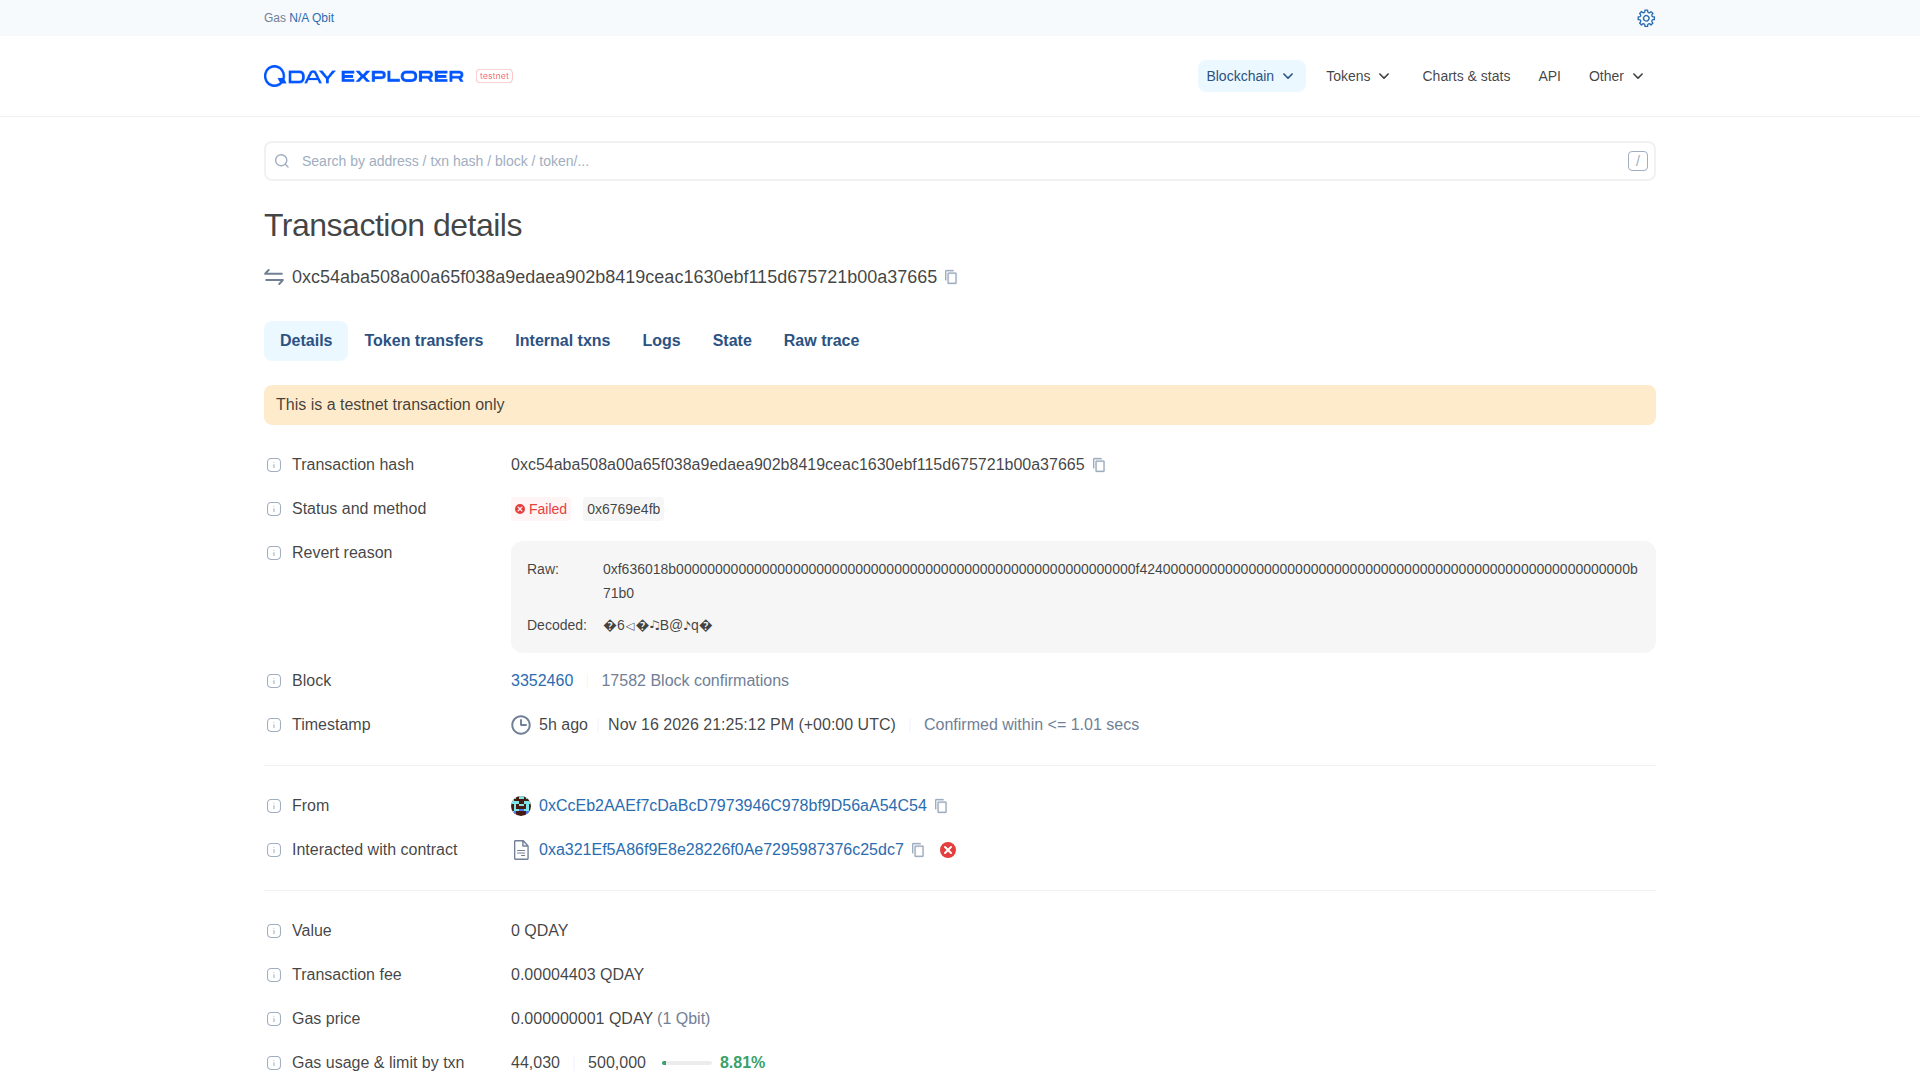 Gas N/A Qbit
QDAY EXPLORER testnet
Blockchain Tokens Charts & stats API Other
Search by address / txn hash / block / token/... /
Transaction details
0xc54aba508a00a65f038a9edaea902b8419ceac1630ebf115d675721b00a37665
Details Token transfers Internal txns Logs State Raw trace
This is a testnet transaction only
Transaction hash 0xc54aba508a00a65f038a9edaea902b8419ceac1630ebf115d675721b00a37665
Status and method Failed 0x6769e4fb
Revert reason
Raw: 0xf636018b00000000000000000000000000000000000000000000000000000000000f424000000000000000000000000000000000000000000000000000000000000b
71b0
Decoded: �6◁�♫B@♪q�
Block 3352460 17582 Block confirmations
Timestamp 5h ago Nov 16 2026 21:25:12 PM (+00:00 UTC) Confirmed within <= 1.01 secs
From 0xCcEb2AAEf7cDaBcD7973946C978bf9D56aA54C54
Interacted with contract 0xa321Ef5A86f9E8e28226f0Ae7295987376c25dc7
Value 0 QDAY
Transaction fee 0.00004403 QDAY
Gas price 0.000000001 QDAY (1 Qbit)
Gas usage & limit by txn 44,030 500,000 8.81%